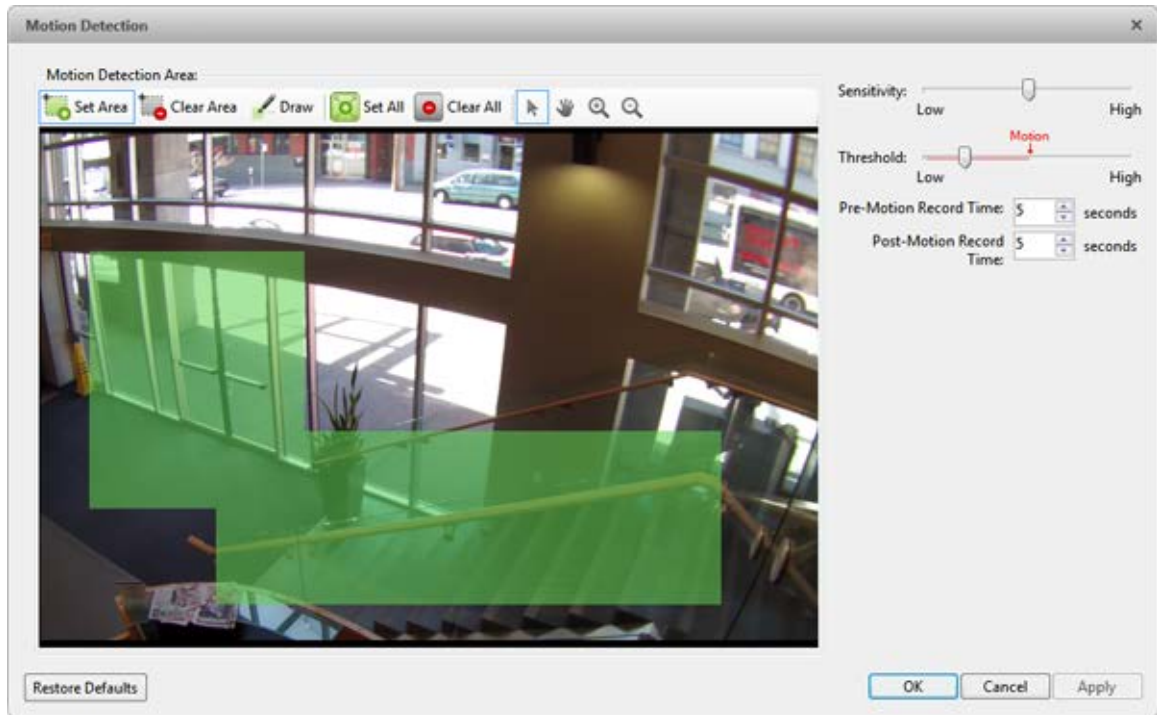 Motion Detection
Motion Detection Area:
Set Area Clear Area Draw Set All Clear All
Sensitivity:
Low High
Motion
Threshold:
Low High
Pre-Motion Record Time: 5 seconds
Post-Motion Record Time: 5 seconds
Restore Defaults
OK Cancel Apply